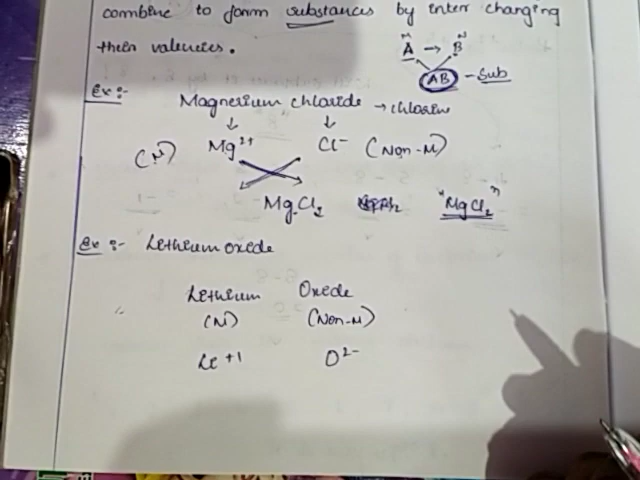 combine to form substances by inter changing
their valencies.
M N
A → B
AB - Sub
Ex:- Magnesium chloride → chlorine
(M) Mg²⁺ Cl⁻ (Non-M)
MgCl₂ "MgCl₂"
Ex :- Lithium oxide
Lithium Oxide
(M) (Non-M)
Li +1 O²⁻